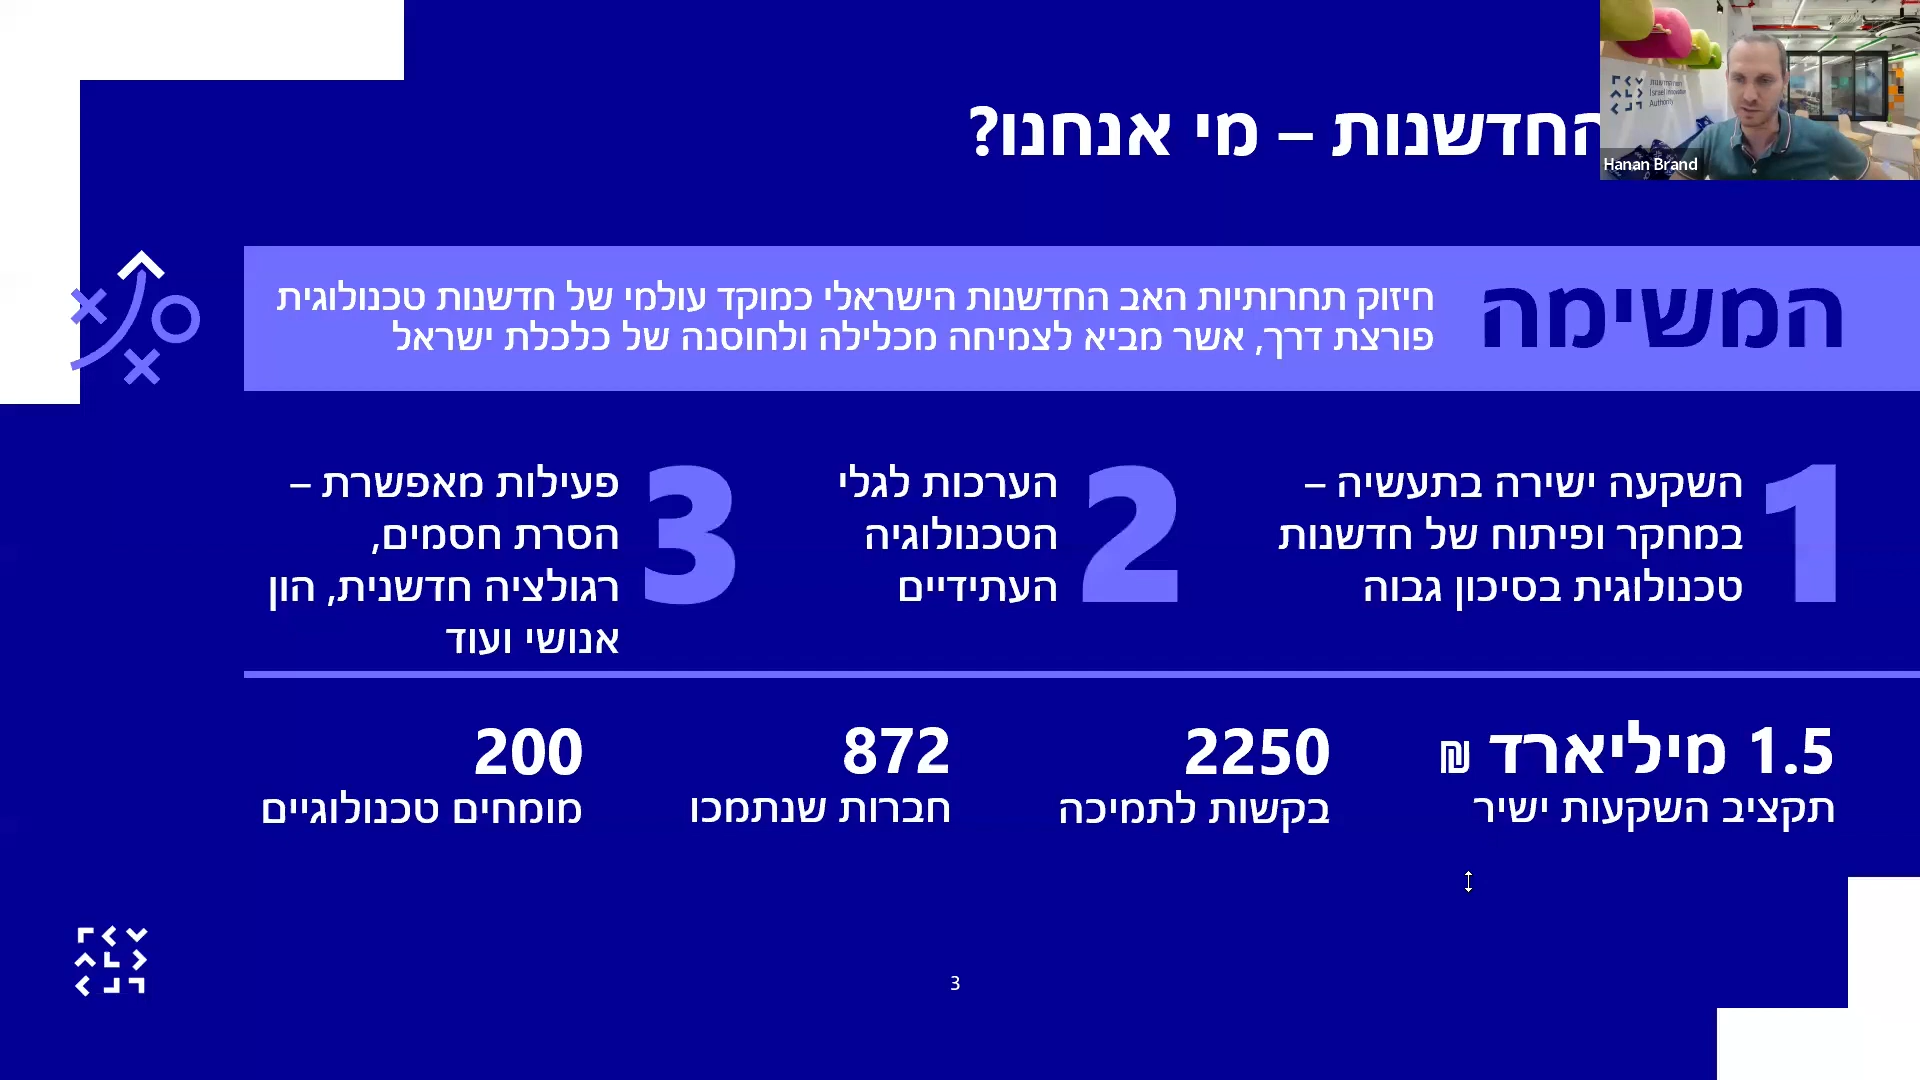 החדשנות – מי אנחנו?
Israel Innovation
Authority
Hanan Brand
המשימה
חיזוק תחרותיות האב החדשנות הישראלי כמוקד עולמי של חדשנות טכנולוגית
פורצת דרך, אשר מביא לצמיחה מכלילה ולחוסנה של כלכלת ישראל
1
השקעה ישירה בתעשיה –
במחקר ופיתוח של חדשנות
טכנולוגית בסיכון גבוה
2
הערכות לגלי
הטכנולוגיה
העתידיים
3
פעילות מאפשרת –
הסרת חסמים,
רגולציה חדשנית, הון
אנושי ועוד
1.5 מיליארד ₪
תקציב השקעות ישיר
2250
בקשות לתמיכה
872
חברות שנתמכו
200
מומחים טכנולוגיים
3